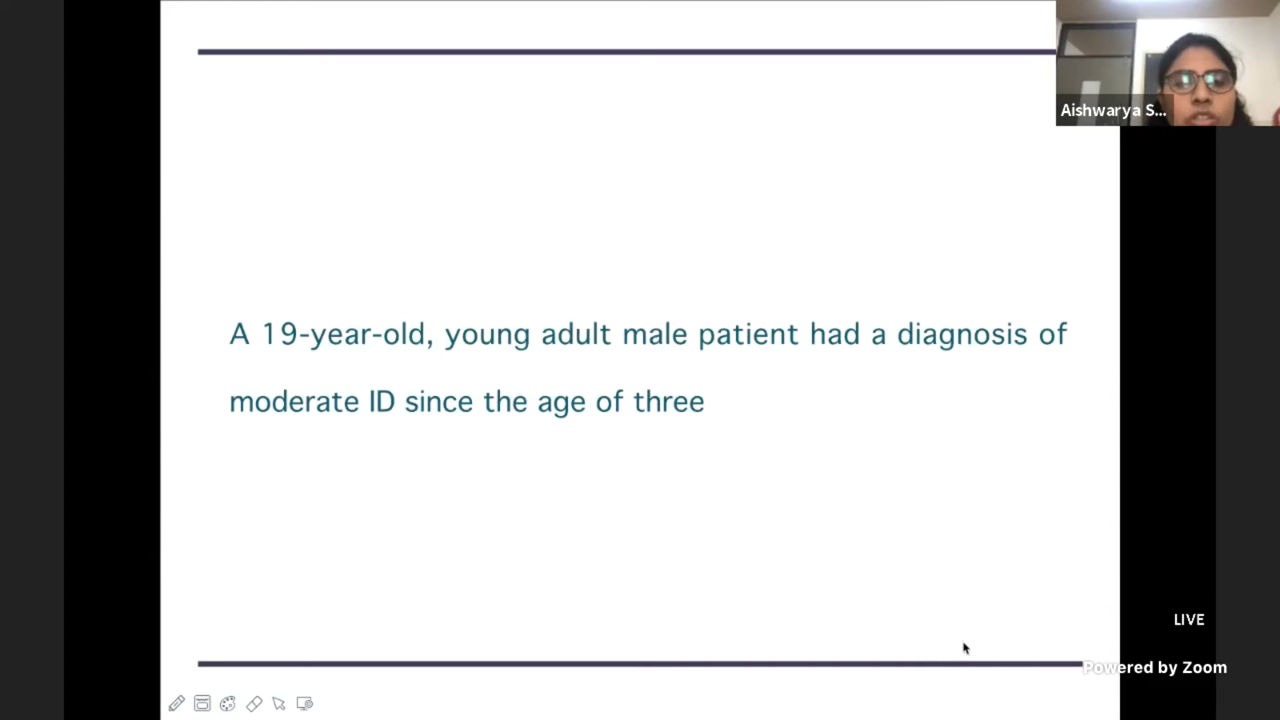 Aishwarya S...
A 19-year-old, young adult male patient had a diagnosis of
moderate ID since the age of three
LIVE
Powered by Zoom